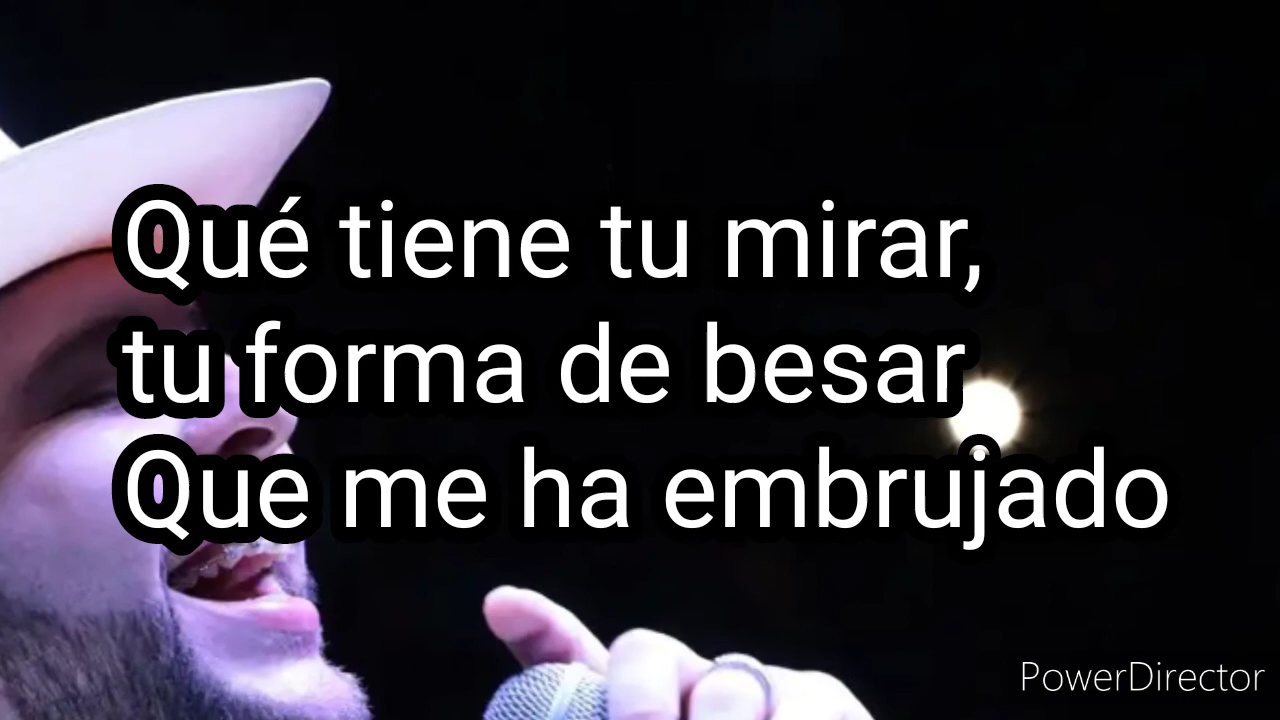 Qué tiene tu mirar,
tu forma de besar
Que me ha embrujado
PowerDirector